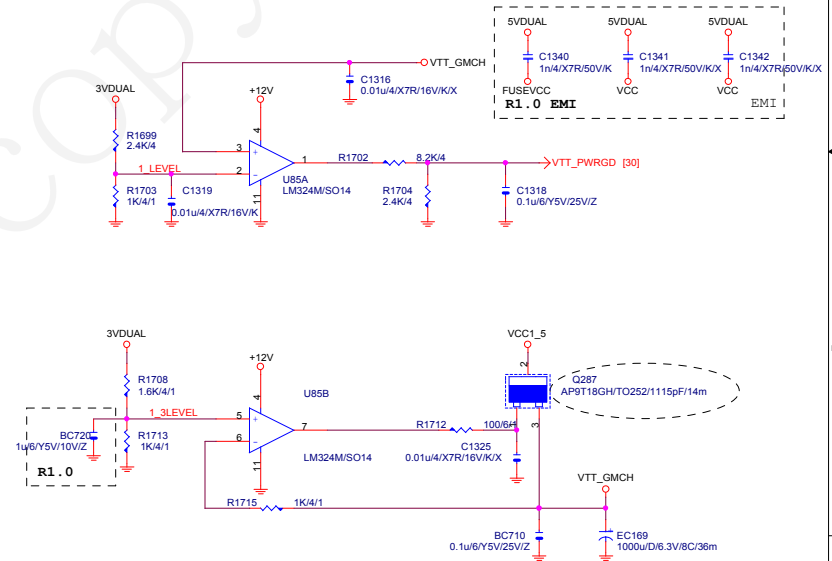 Copy
5VDUAL
5VDUAL
5VDUAL
C1340
1n/4/X7R/50V/K
C1341
1n/4/X7R/50V/K/X
C1342
1n/4/X7R/50V/K/X
FUSEVCC
VCC
VCC
R1.0 EMI
EMI
VTT_GMCH
C1316
0.01u/4/X7R/16V/K/X
3VDUAL
+12V
R1699
2.4K/4
4
3
+
1_LEVEL
2
-
1
R1702
8.2K/4
VTT_PWRGD [30]
U85A
LM324M/SO14
R1703
1K/4/1
C1319
0.01u/4/X7R/16V/K
11
R1704
2.4K/4
C1318
0.1u/6/Y5V/25V/Z
3VDUAL
VCC1_5
+12V
2
R1708
1.6K/4/1
Q287
AP9T18GH/TO252/1115pF/14m
4
U85B
1_3LEVEL
5
+
BC720
1u/6/Y5V/10V/Z
R1713
1K/4/1
6
-
7
R1712
100/6/1
3
C1325
0.01u/4/X7R/16V/K/X
11
LM324M/SO14
R1.0
VTT_GMCH
R1715
1K/4/1
BC710
0.1u/6/Y5V/25V/Z
+
EC169
1000u/D/6.3V/8C/36m